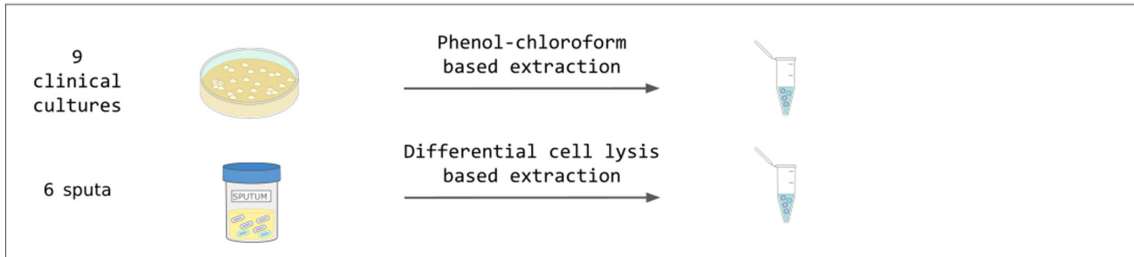 9
clinical
cultures
Phenol-chloroform
based extraction
6 sputa
SPUTUM
Differential cell lysis
based extraction